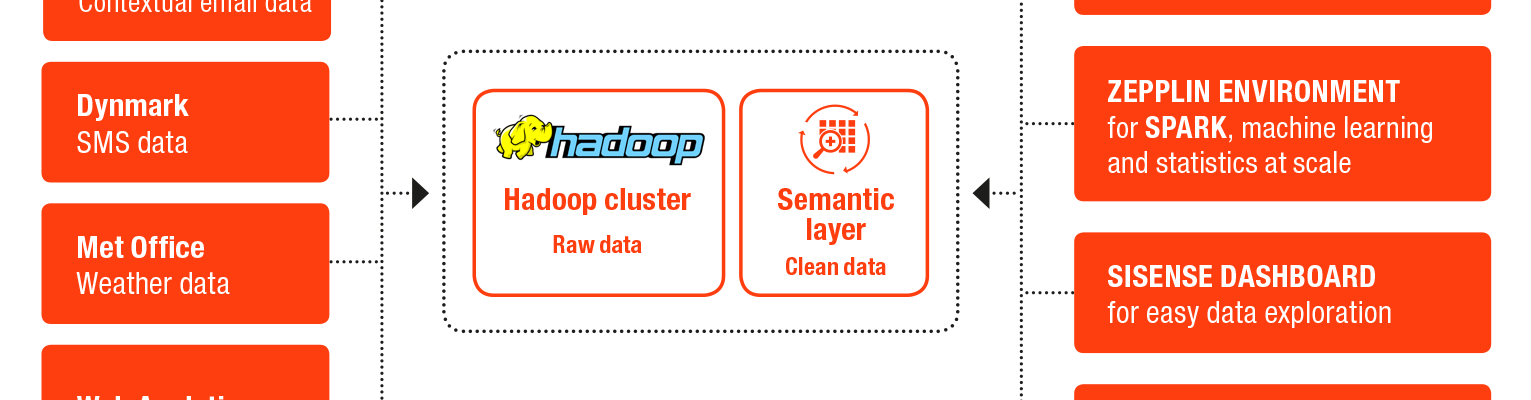 Contextual email data
Dynmark
SMS data
Met Office
Weather data
hadoop
Hadoop cluster
Raw data
Semantic
layer
Clean data
ZEPPLIN ENVIRONMENT
for SPARK, machine learning
and statistics at scale
SISENSE DASHBOARD
for easy data exploration